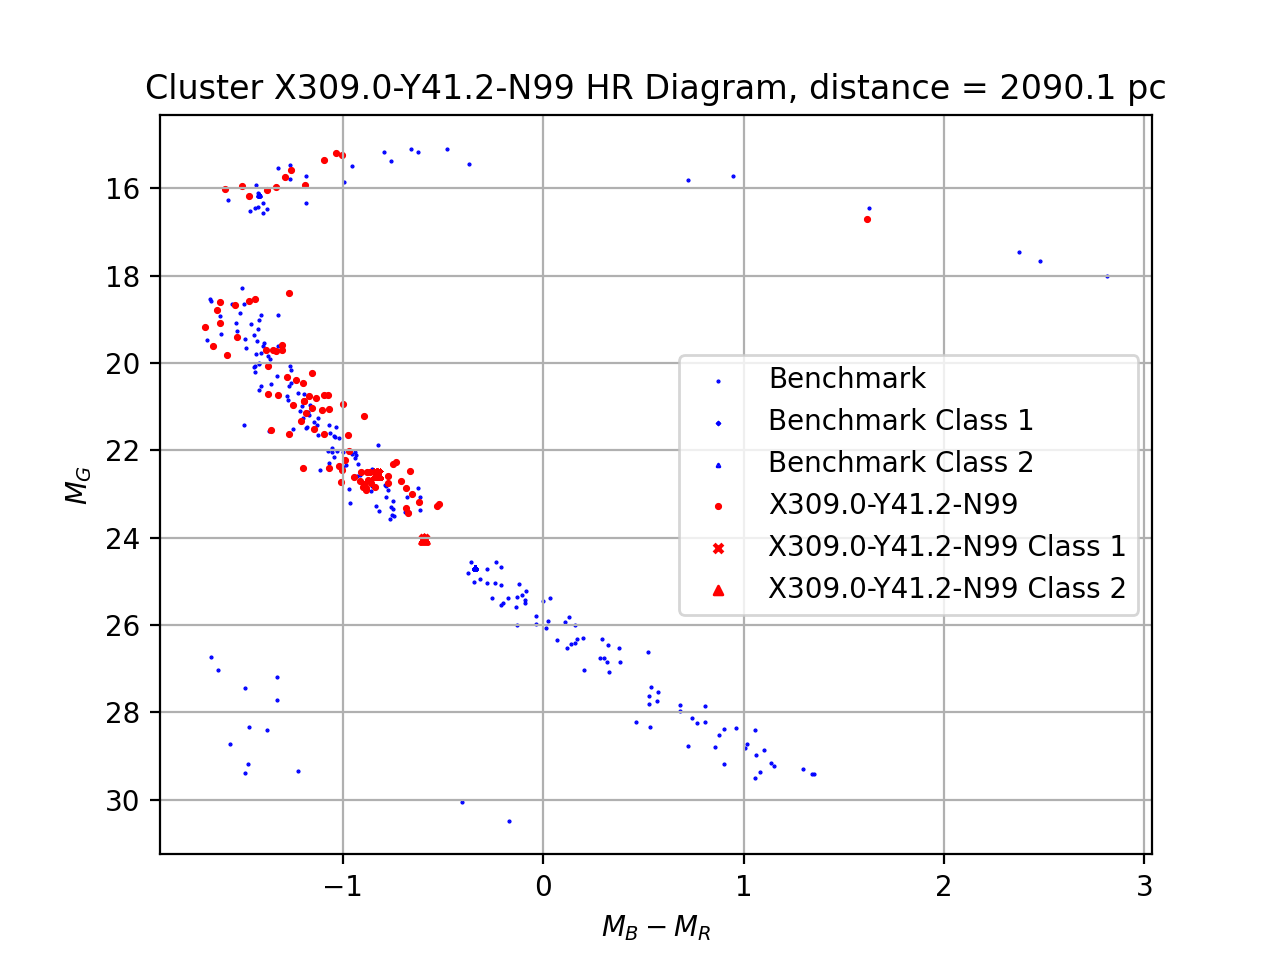 Cluster X309.0-Y41.2-N99 HR Diagram, distance = 2090.1 pc
16
18
20
22
24
26
28
30
M_G
Benchmark
Benchmark Class 1
Benchmark Class 2
X309.0-Y41.2-N99
X309.0-Y41.2-N99 Class 1
X309.0-Y41.2-N99 Class 2
−1 0 1 2 3
M_B − M_R